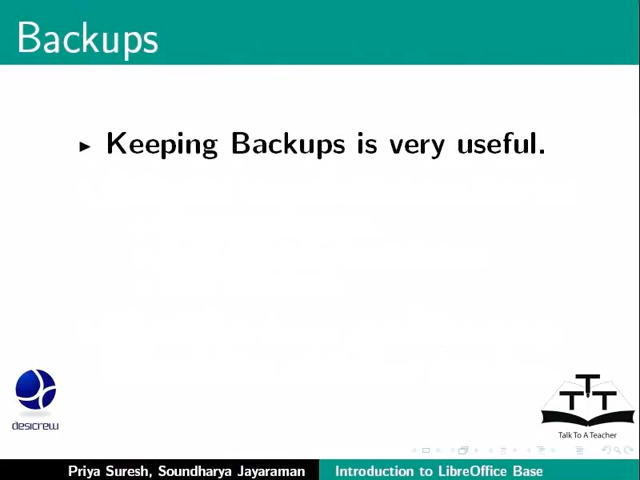 Backups
Keeping Backups is very useful.
desicrew
Talk To A Teacher
Priya Suresh, Soundharya Jayaraman
Introduction to LibreOffice Base